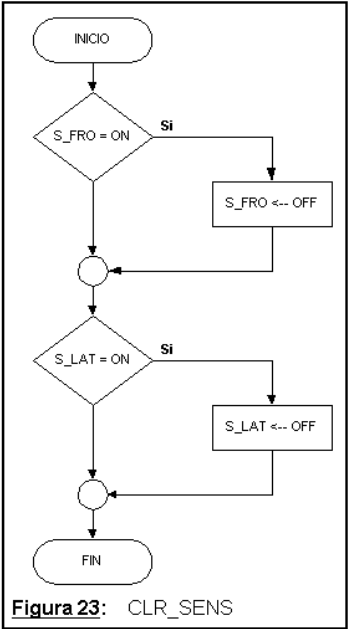 INICIO
S_FRO = ON
Si
S_FRO <-- OFF
S_LAT = ON
Si
S_LAT <-- OFF
FIN
Figura 23: CLR_SENS